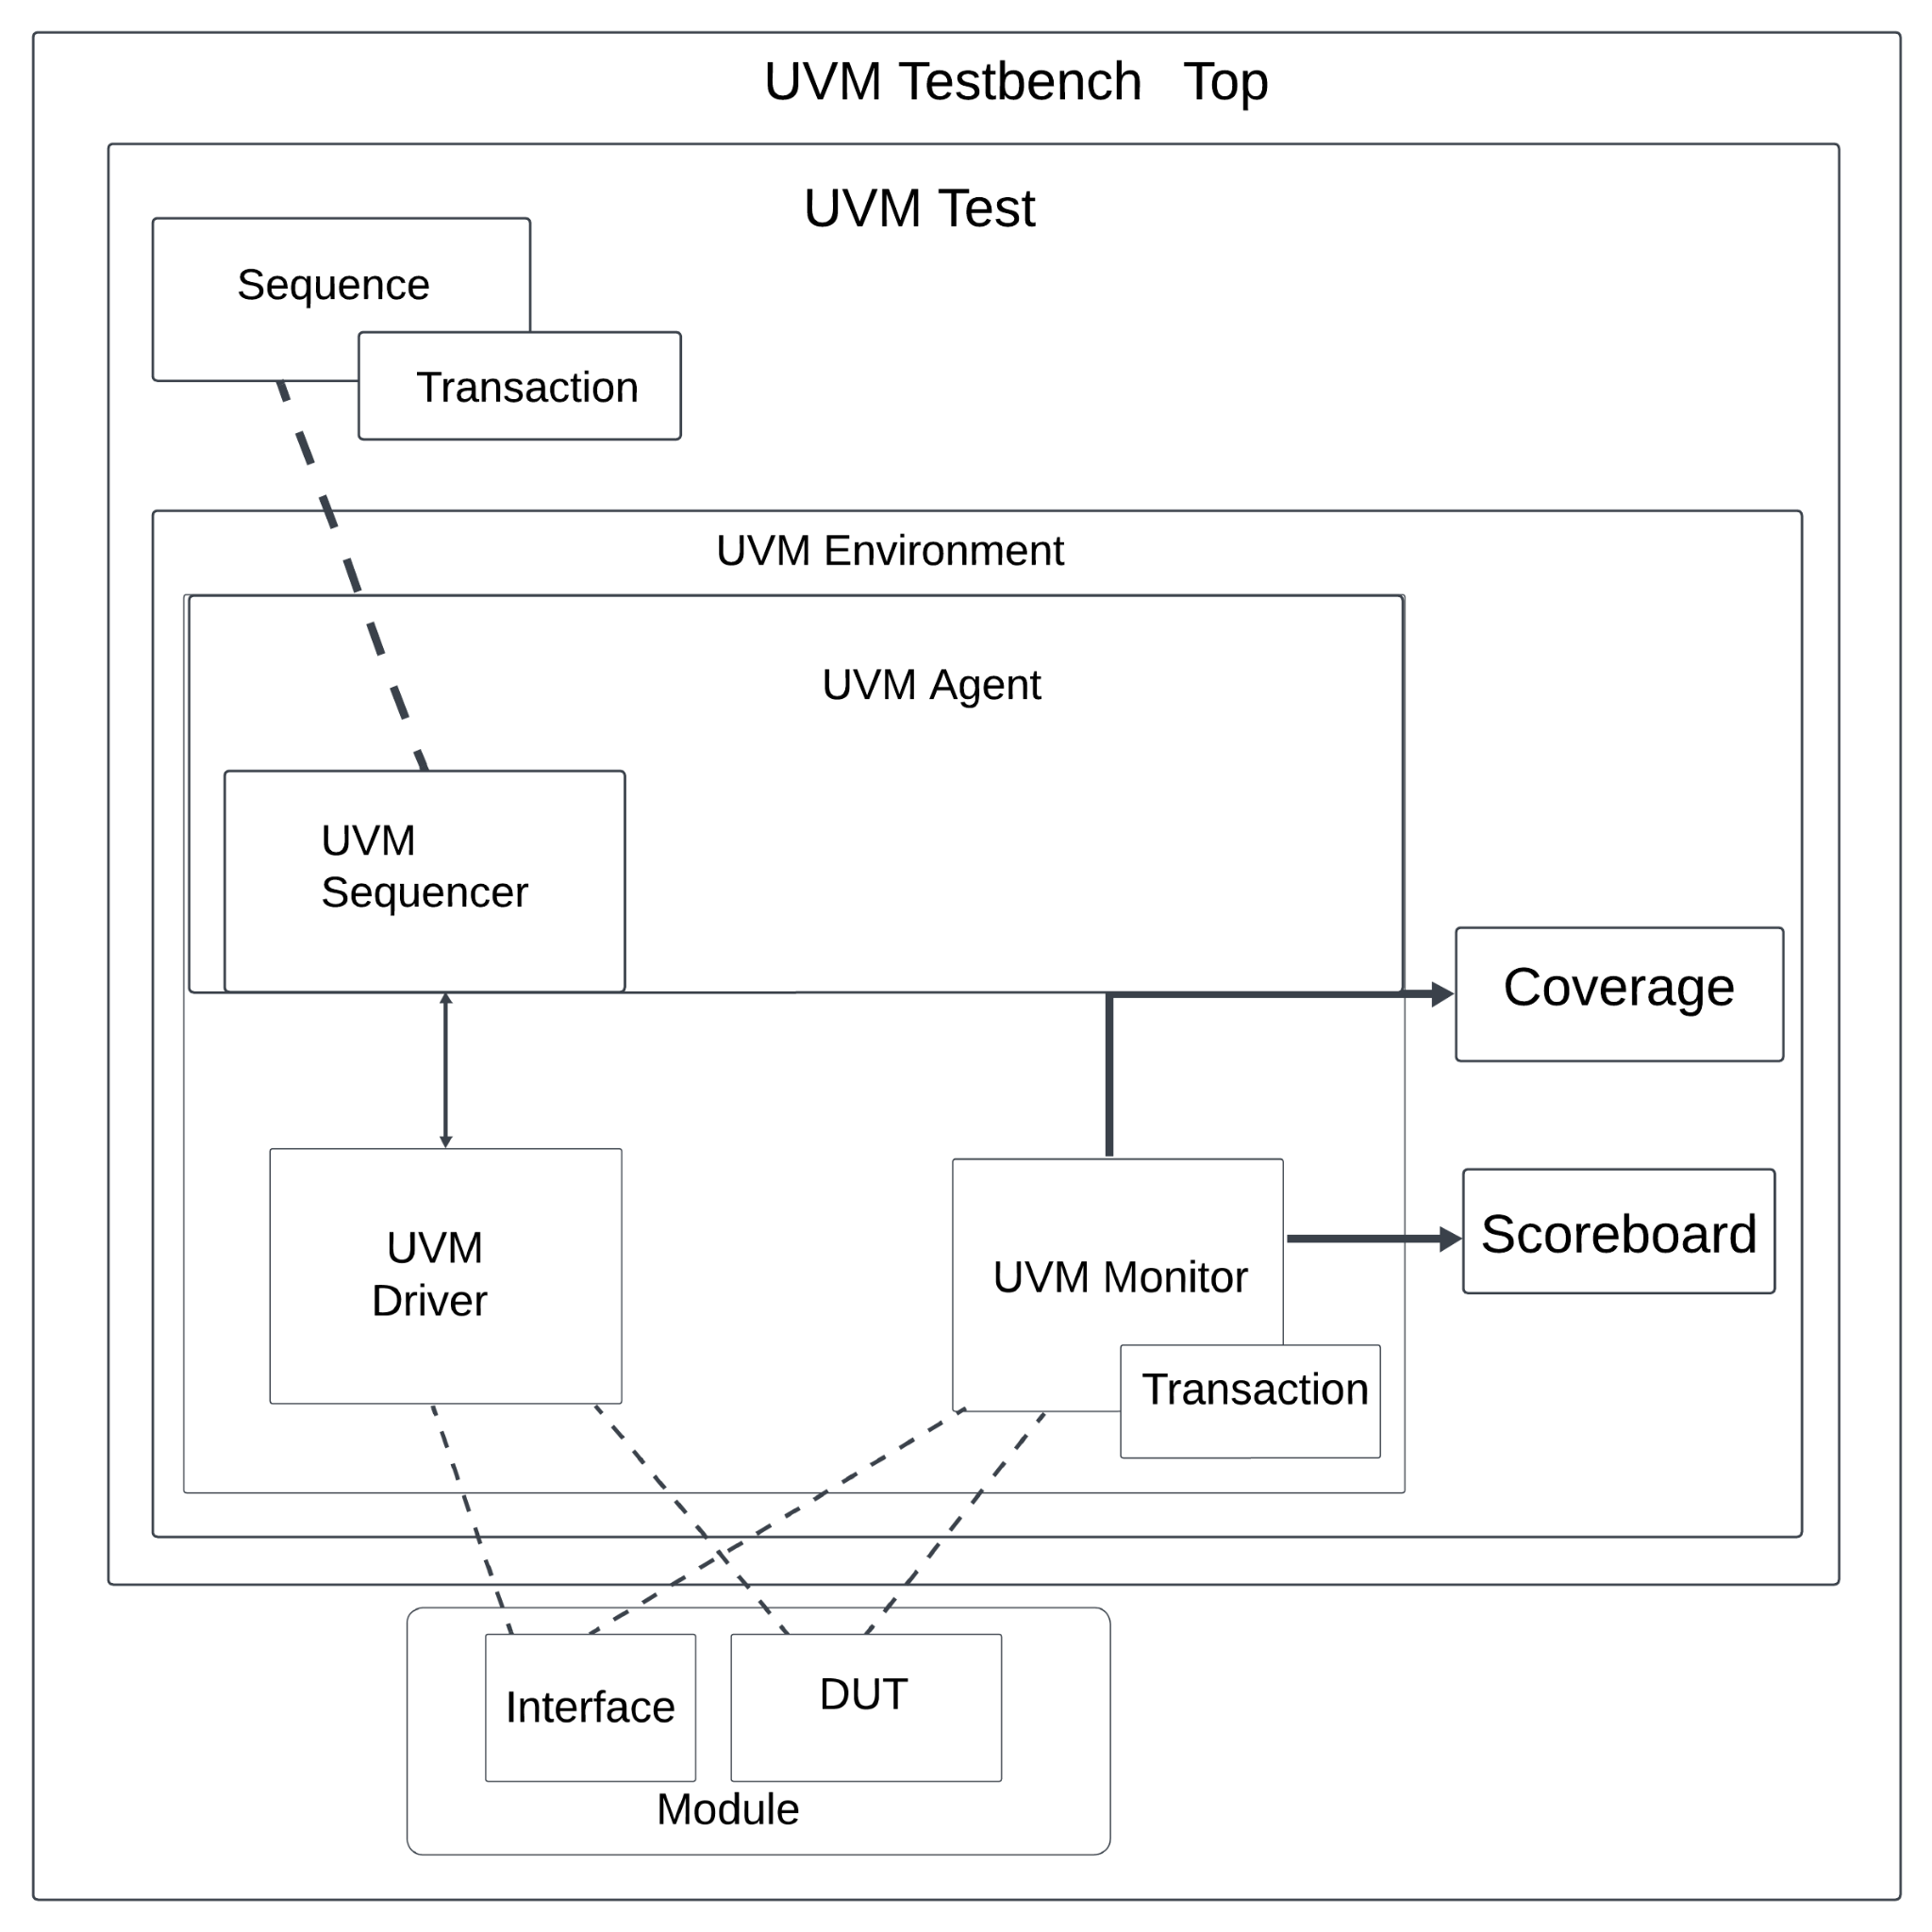 UVM Testbench Top
UVM Test
Sequence
Transaction
UVM Environment
UVM Agent
UVM
Sequencer
Coverage
UVM
Driver
UVM Monitor
Scoreboard
Transaction
Interface
DUT
Module